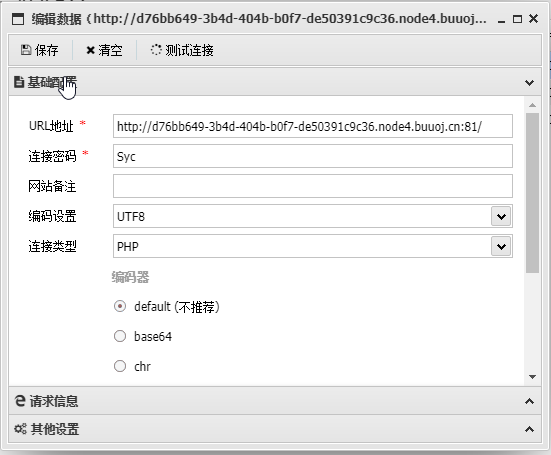 编辑数据 (http://d76bb649-3b4d-404b-b0f7-de50391c9c36.node4.buuoj...
保存 清空 测试连接
基础配置
URL地址 * http://d76bb649-3b4d-404b-b0f7-de50391c9c36.node4.buuoj.cn:81/
连接密码 * Syc
网站备注
编码设置 UTF8
连接类型 PHP
编码器
default (不推荐)
base64
chr
请求信息
其他设置